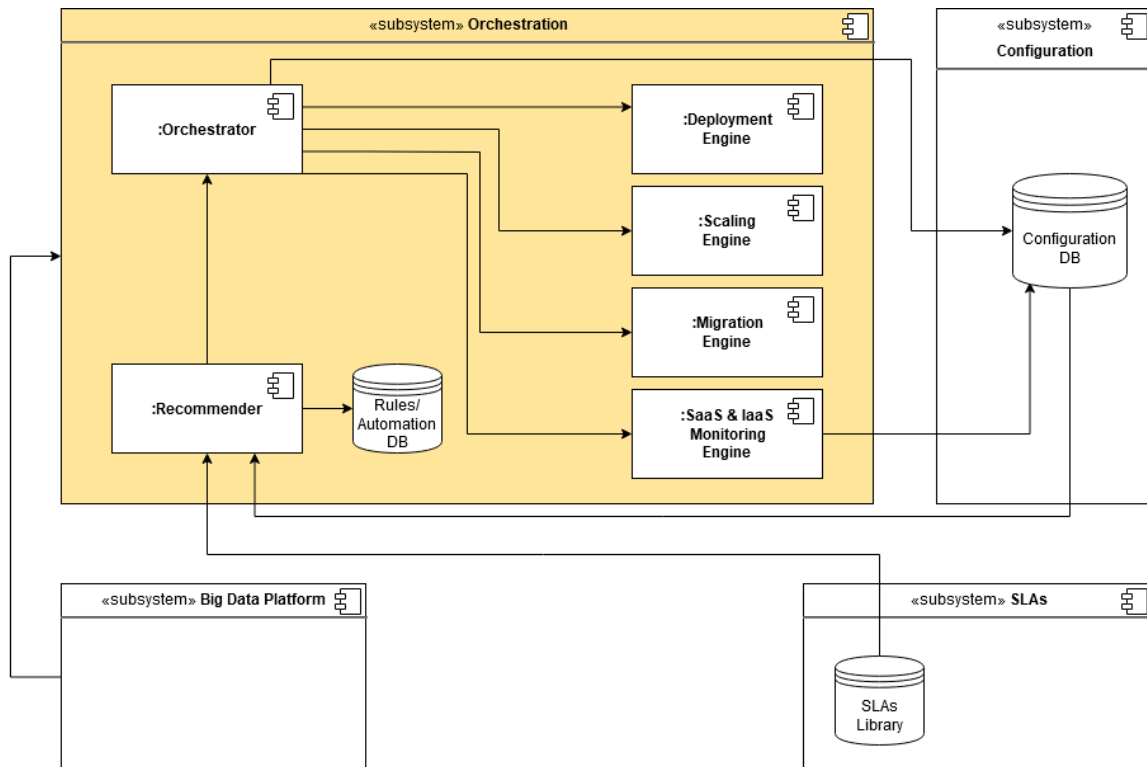 «subsystem» Orchestration
«subsystem»
Configuration
:Orchestrator
:Deployment
Engine
:Scaling
Engine
Configuration
DB
:Migration
Engine
:Recommender
Rules/
Automation
DB
:SaaS & IaaS
Monitoring
Engine
«subsystem» Big Data Platform
«subsystem» SLAs
SLAs
Library